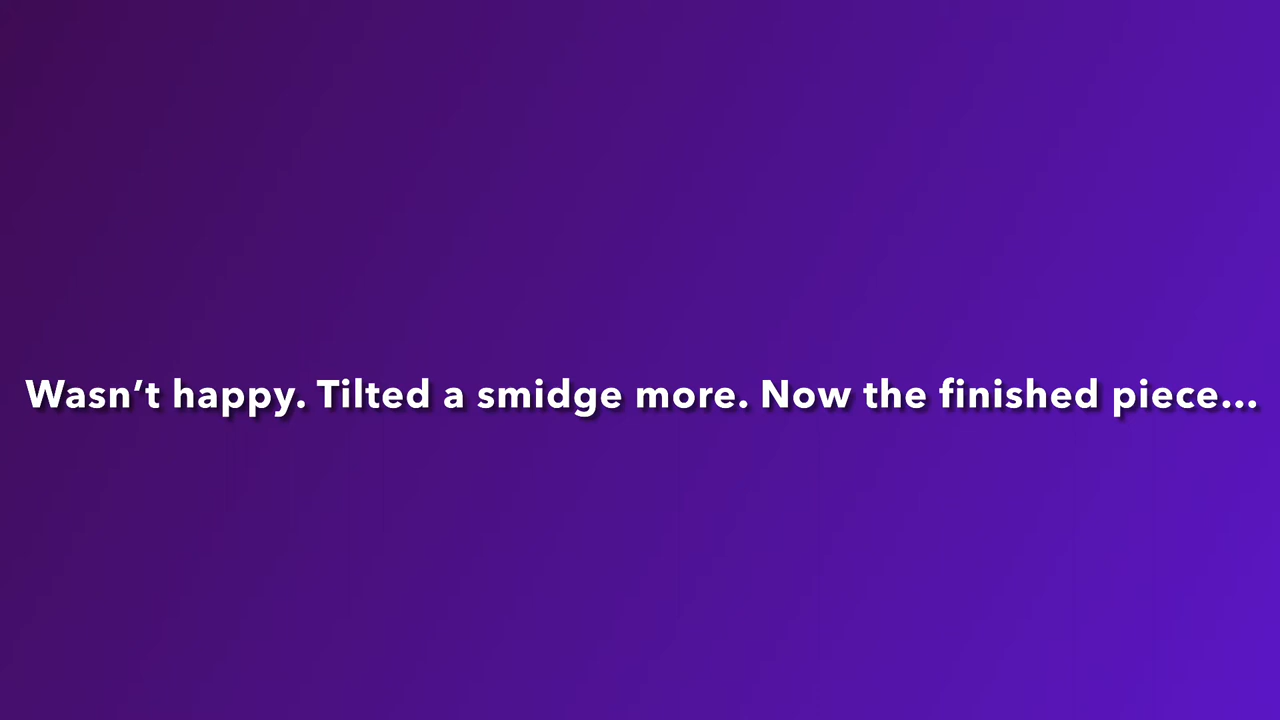 Wasn’t happy. Tilted a smidge more. Now the finished piece…